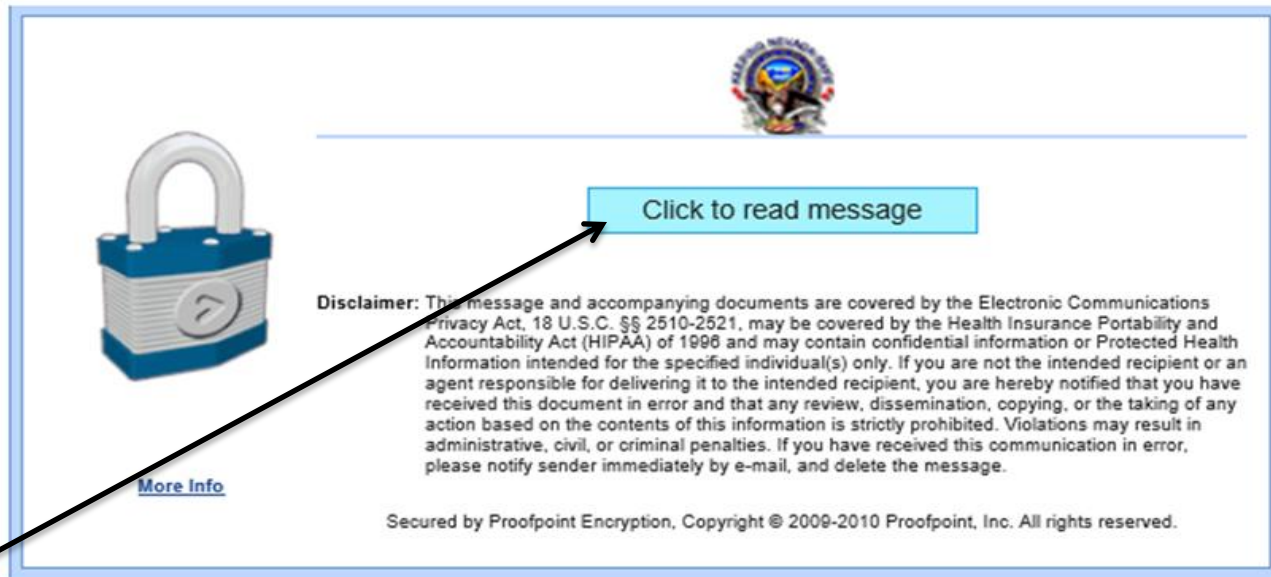 KEEPING NEVADA SAFE
Click to read message
Disclaimer: This message and accompanying documents are covered by the Electronic Communications
Privacy Act, 18 U.S.C. §§ 2510-2521, may be covered by the Health Insurance Portability and
Accountability Act (HIPAA) of 1996 and may contain confidential information or Protected Health
Information intended for the specified individual(s) only. If you are not the intended recipient or an
agent responsible for delivering it to the intended recipient, you are hereby notified that you have
received this document in error and that any review, dissemination, copying, or the taking of any
action based on the contents of this information is strictly prohibited. Violations may result in
administrative, civil, or criminal penalties. If you have received this communication in error,
please notify sender immediately by e-mail, and delete the message.
More Info
Secured by Proofpoint Encryption, Copyright © 2009-2010 Proofpoint, Inc. All rights reserved.